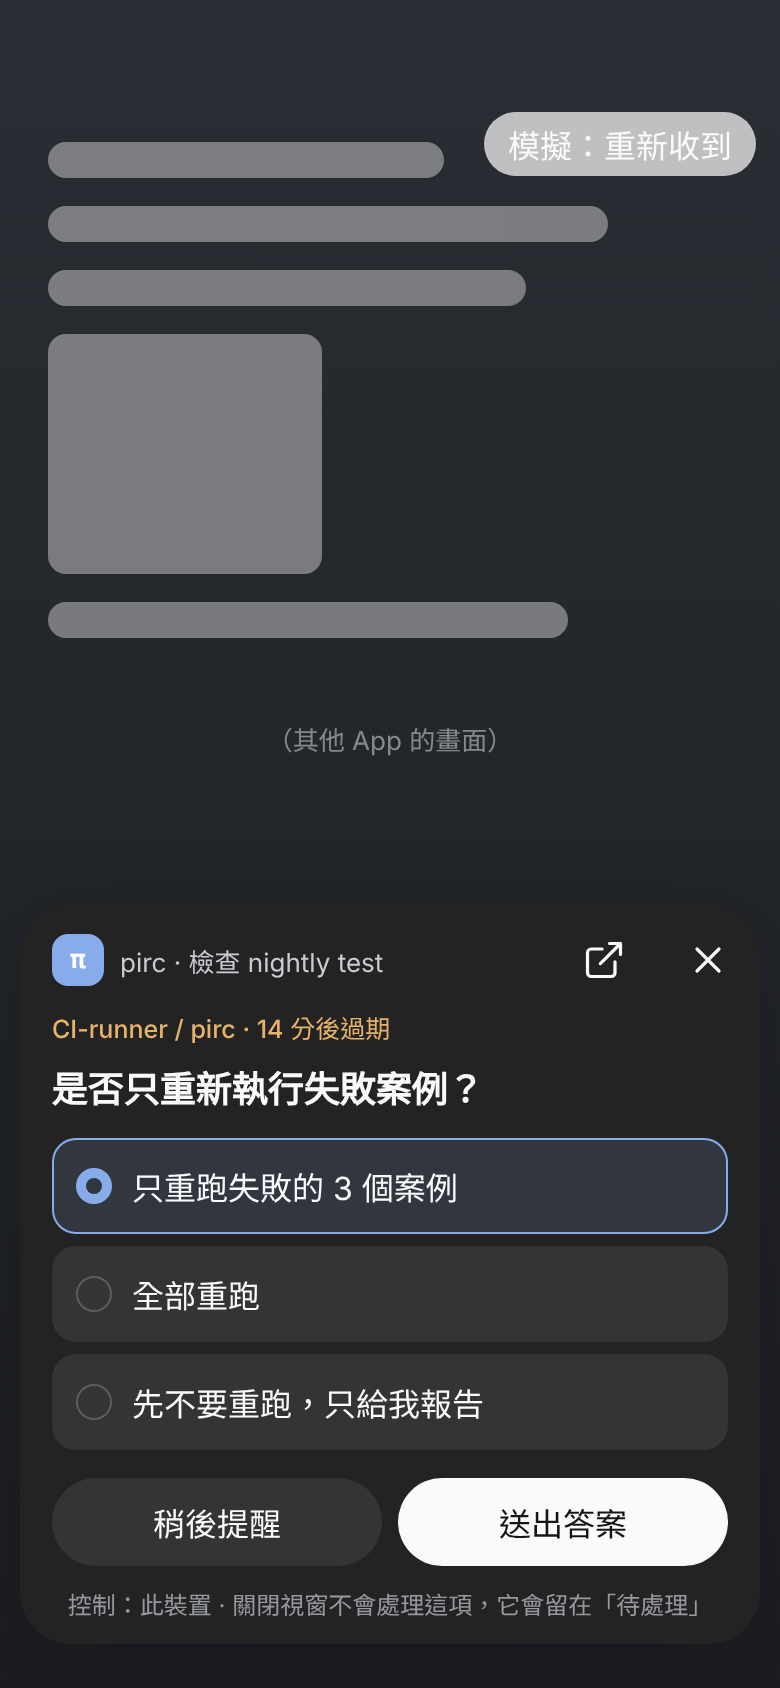 模擬：重新收到
（其他 App 的畫面）
π
pirc · 檢查 nightly test
CI-runner / pirc · 14 分後過期
是否只重新執行失敗案例？
只重跑失敗的 3 個案例
全部重跑
先不要重跑，只給我報告
稍後提醒
送出答案
控制：此裝置 · 關閉視窗不會處理這項，它會留在「待處理」